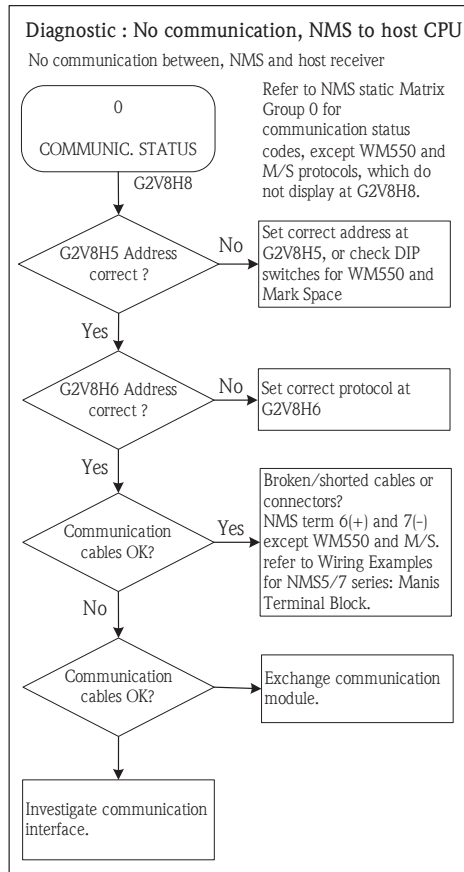 Diagnostic : No communication, NMS to host CPU
No communication between, NMS and host receiver
0
COMMUNIC. STATUS
G2V8H8
Refer to NMS static Matrix
Group 0 for
communication status
codes, except WM550 and
M/S protocols, which do
not display at G2V8H8.
G2V8H5 Address
correct ?
No
Set correct address at
G2V8H5, or check DIP
switches for WM550 and
Mark Space
Yes
G2V8H6 Address
correct ?
No
Set correct protocol at
G2V8H6
Yes
Communication
cables OK?
Yes
Broken/shorted cables or
connectors?
NMS term 6(+) and 7(-)
except WM550 and M/S.
refer to Wiring Examples
for NMS5/7 series: Manis
Terminal Block.
No
Communication
cables OK?
Exchange communication
module.
Investigate communication
interface.